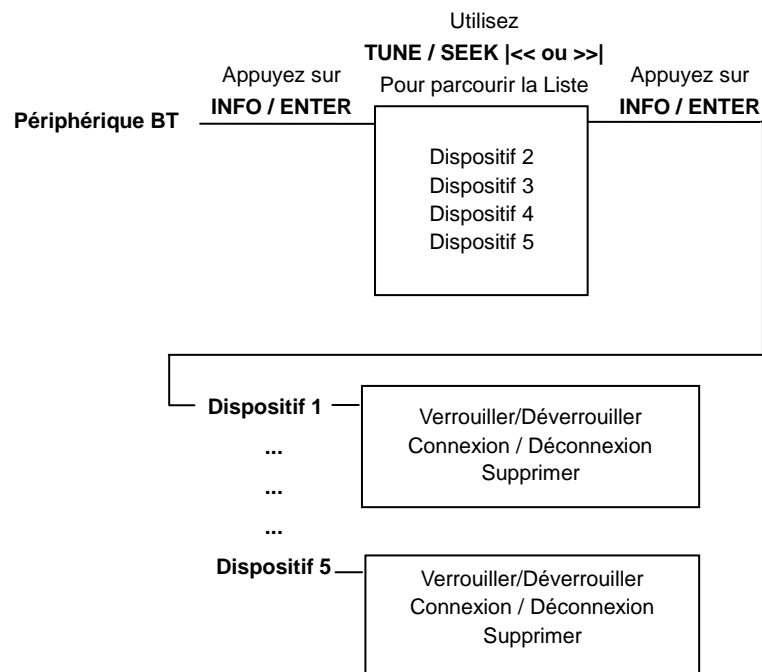 Utilisez
TUNE / SEEK |<< ou >>|
Appuyez sur
INFO / ENTER
Pour parcourir la Liste
Appuyez sur
INFO / ENTER
Périphérique BT
Dispositif 2
Dispositif 3
Dispositif 4
Dispositif 5
Dispositif 1
Verrouiller/Déverrouiller
Connexion / Déconnexion
Supprimer
...
...
...
Dispositif 5
Verrouiller/Déverrouiller
Connexion / Déconnexion
Supprimer